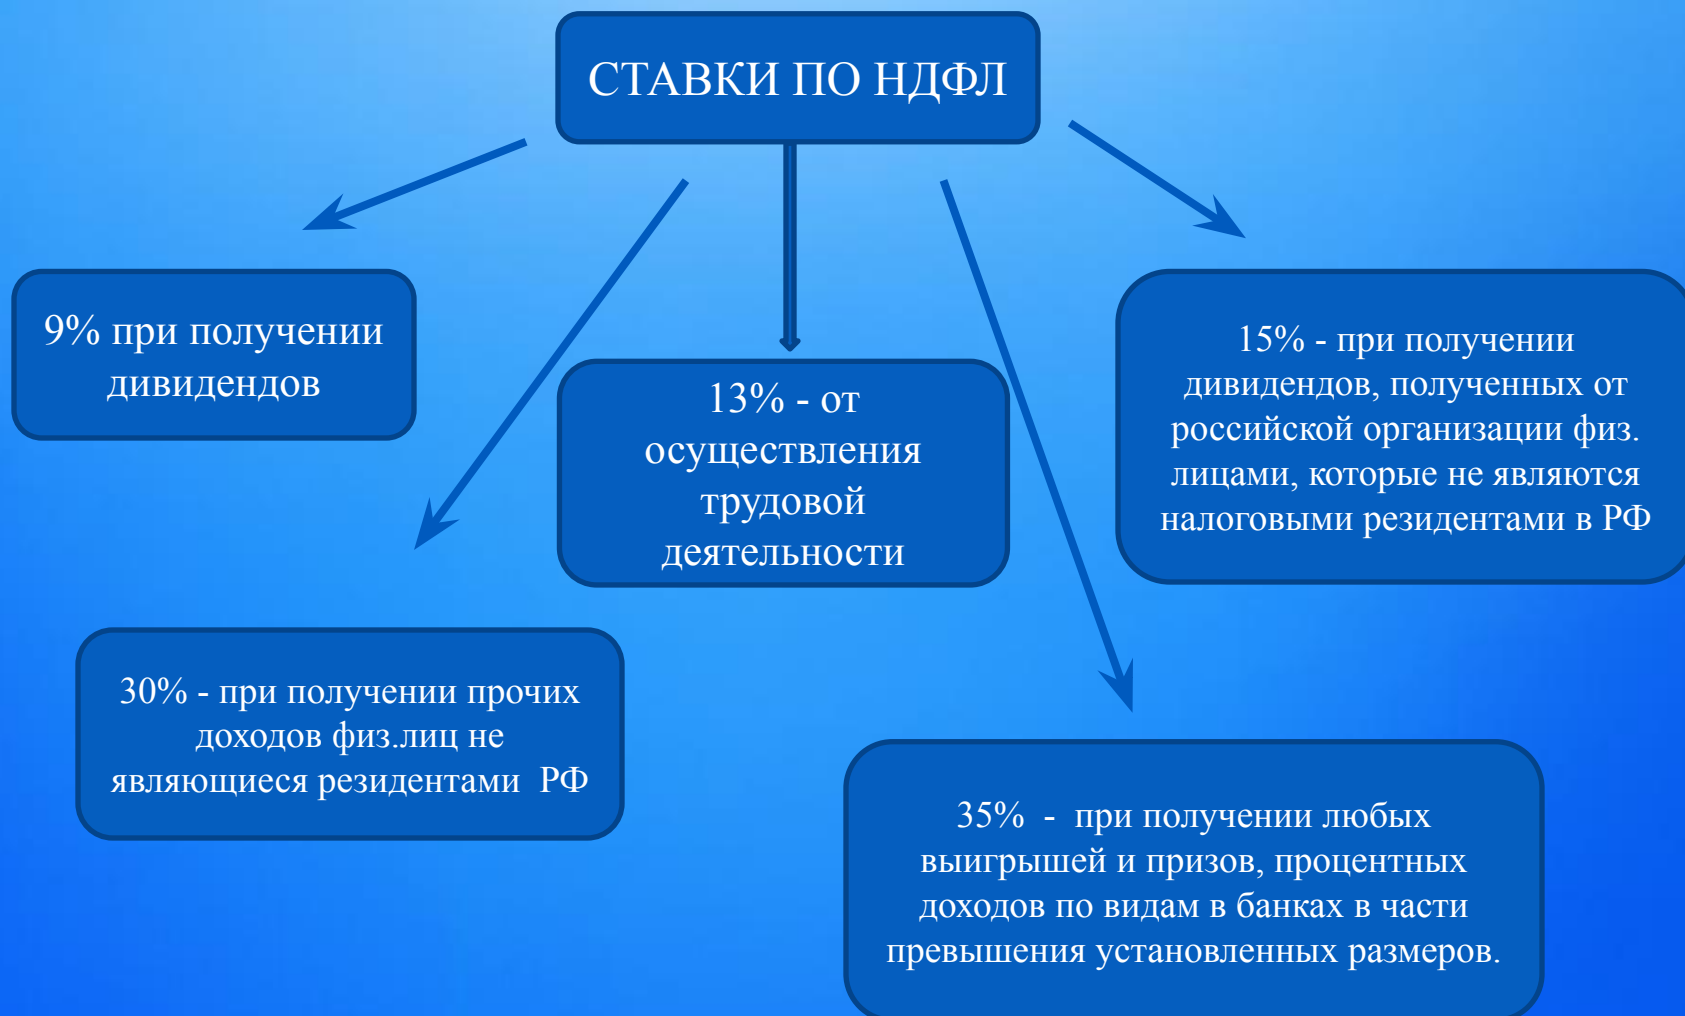 СТАВКИ ПО НДФЛ
9% при получении
дивидендов
13% - от
осуществления
трудовой
деятельности
15% - при получении
дивидендов, полученных от
российской организации физ.
лицами, которые не являются
налоговыми резидентами в РФ
30% - при получении прочих
доходов физ.лиц не
являющиеся резидентами  РФ
35%  -  при получении любых
выигрышей и призов, процентных
доходов по видам в банках в части
превышения установленных размеров.